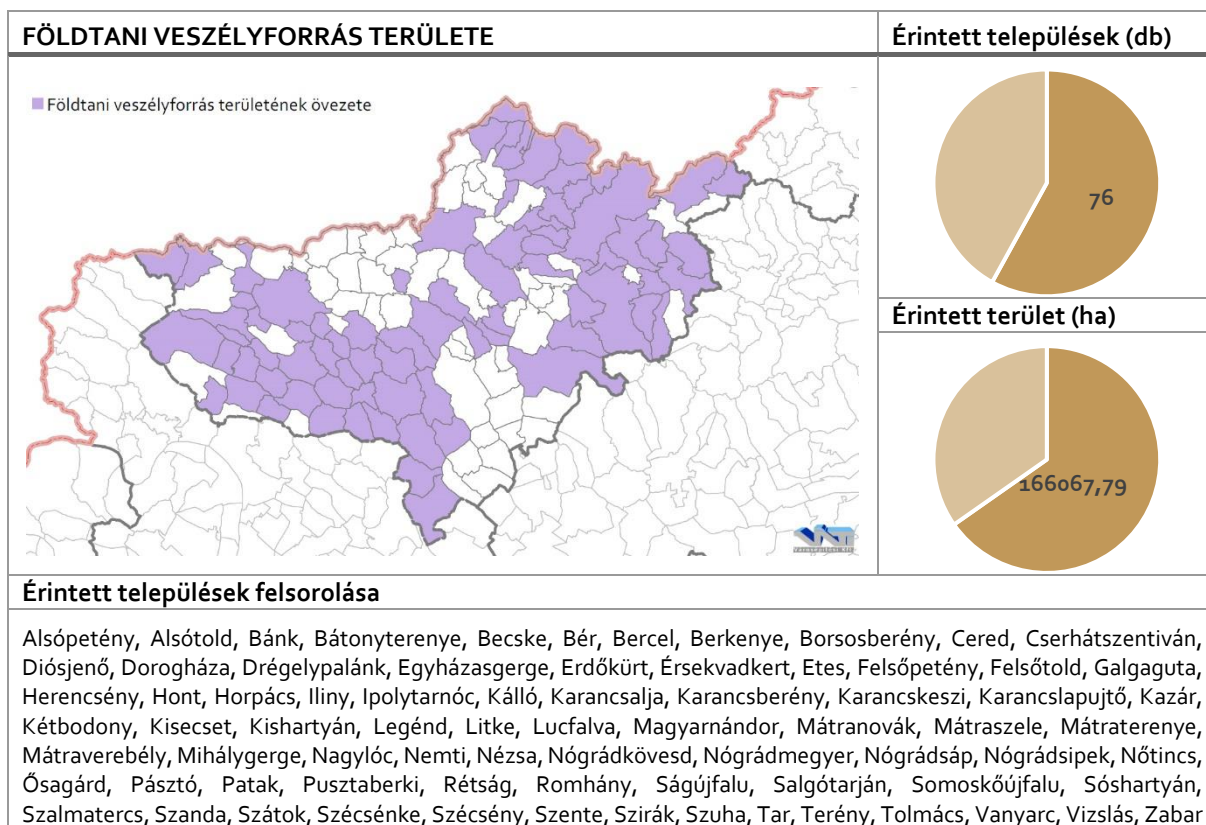 FÖLDTANI VESZÉLYFORRÁS TERÜLETE
Érintett települések (db)
Földtani veszélyforrás területének övezete
76
Érintett terület (ha)
166067,79
VÁTI
Érintett települések felsorolása
Alsópetény, Alsótold, Bánk, Bátonyterenye, Becske, Bér, Bercel, Berkenye, Borsosberény, Cered, Cserhátszentiván,
Diósjenő, Dorogháza, Drégelypalánk, Egyházasgerge, Erdőkürt, Érsekvadkert, Etes, Felsőpetény, Felsőtold, Galgaguta,
Herencsény, Hont, Horpács, Iliny, Ipolytarnóc, Kálló, Karancsalja, Karancsberény, Karancskeszi, Karancslapujtő, Kazár,
Kétbodony, Kisecset, Kishartyán, Legénd, Litke, Lucfalva, Magyarnándor, Mátranovák, Mátraszele, Mátraterenye,
Mátraverebély, Mihálygerge, Nagylóc, Nemti, Nézsa, Nógrádkövesd, Nógrádmegyer, Nógrádsáp, Nógrádsipek, Nőtincs,
Ősagárd, Pásztó, Patak, Pusztaberki, Rétság, Romhány, Ságújfalu, Salgótarján, Somoskőújfalu, Sóshartyán,
Szalmatercs, Szanda, Szátok, Szécsénke, Szécsény, Szente, Szirák, Szuha, Tar, Terény, Tolmács, Vanyarc, Vizslás, Zabar